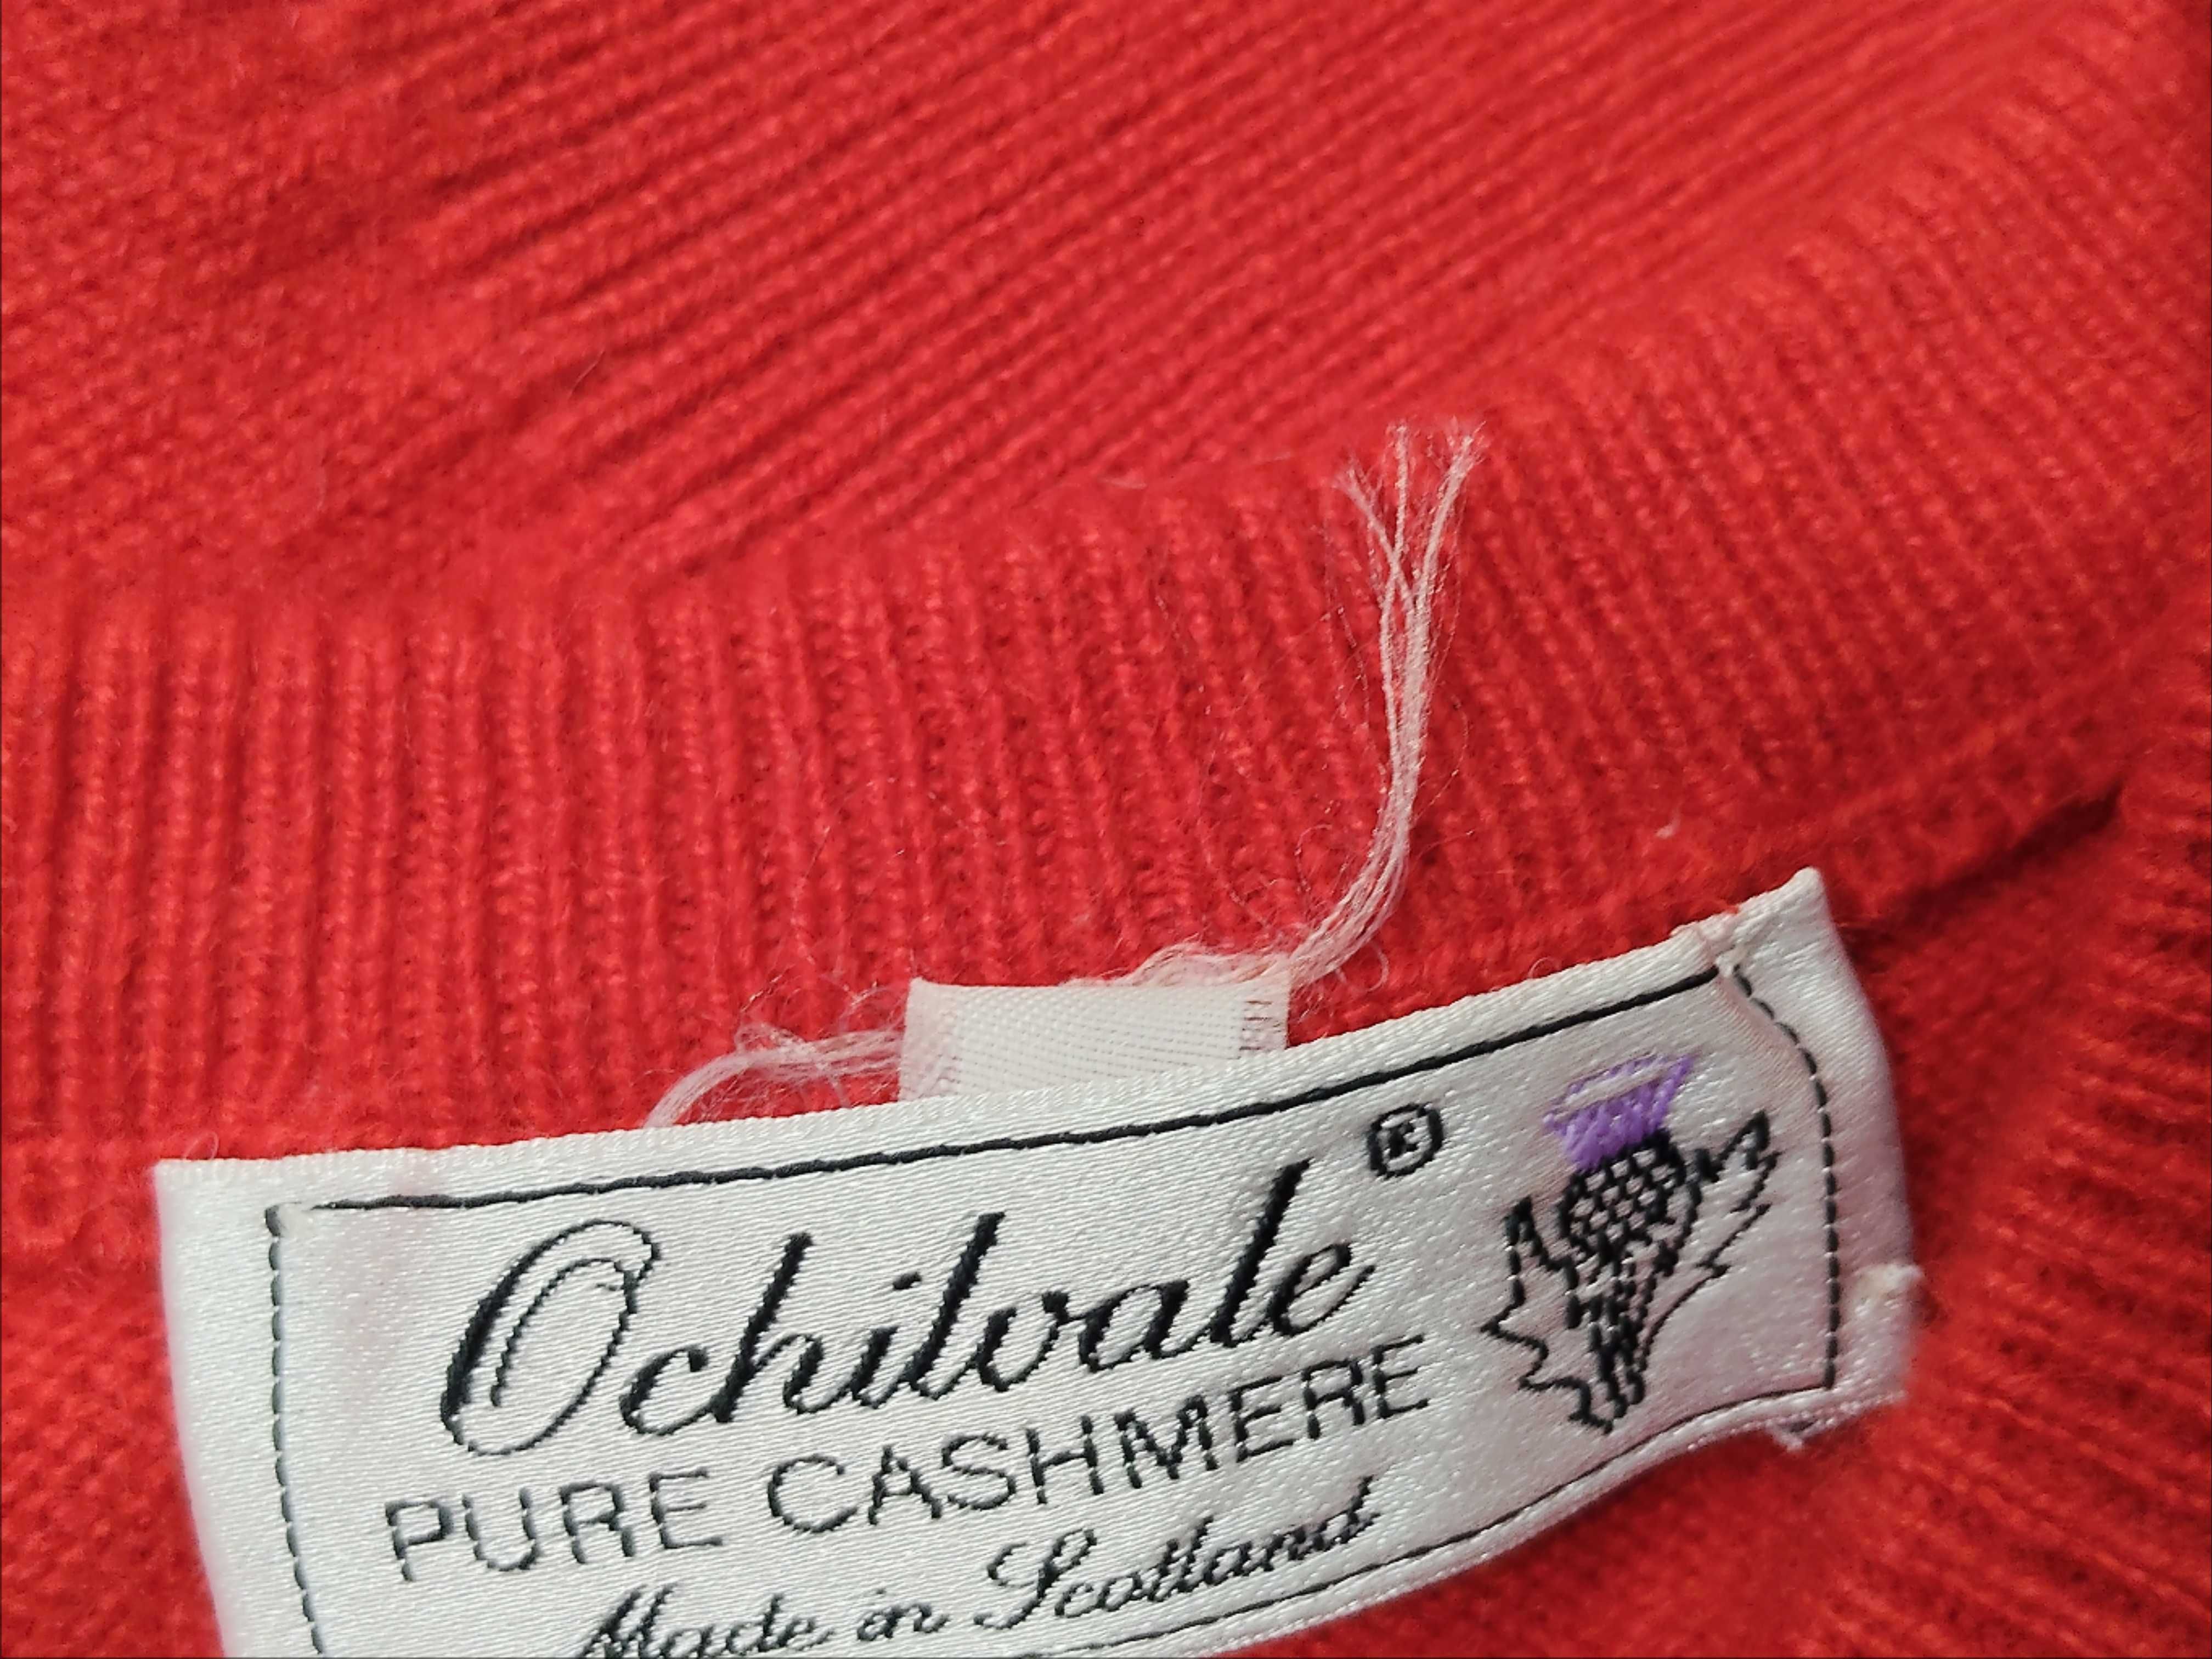 Ochilvale®
PURE CASHMERE
Made in Scotland